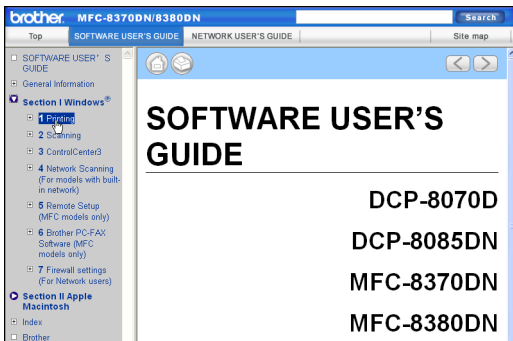 brother. MFC-8370DN/8380DN
Search
Top
SOFTWARE USER'S GUIDE
NETWORK USER'S GUIDE
Site map
SOFTWARE USER'S
GUIDE
General Information
Section I Windows®
1 Printing
2 Scanning
3 ControlCenter3
4 Network Scanning
(For models with built-
in network)
5 Remote Setup
(MFC models only)
6 Brother PC-FAX
Software (MFC
models only)
7 Firewall settings
(For Network users)
Section II Apple
Macintosh
Index
Brother
SOFTWARE USER'S
GUIDE
DCP-8070D
DCP-8085DN
MFC-8370DN
MFC-8380DN